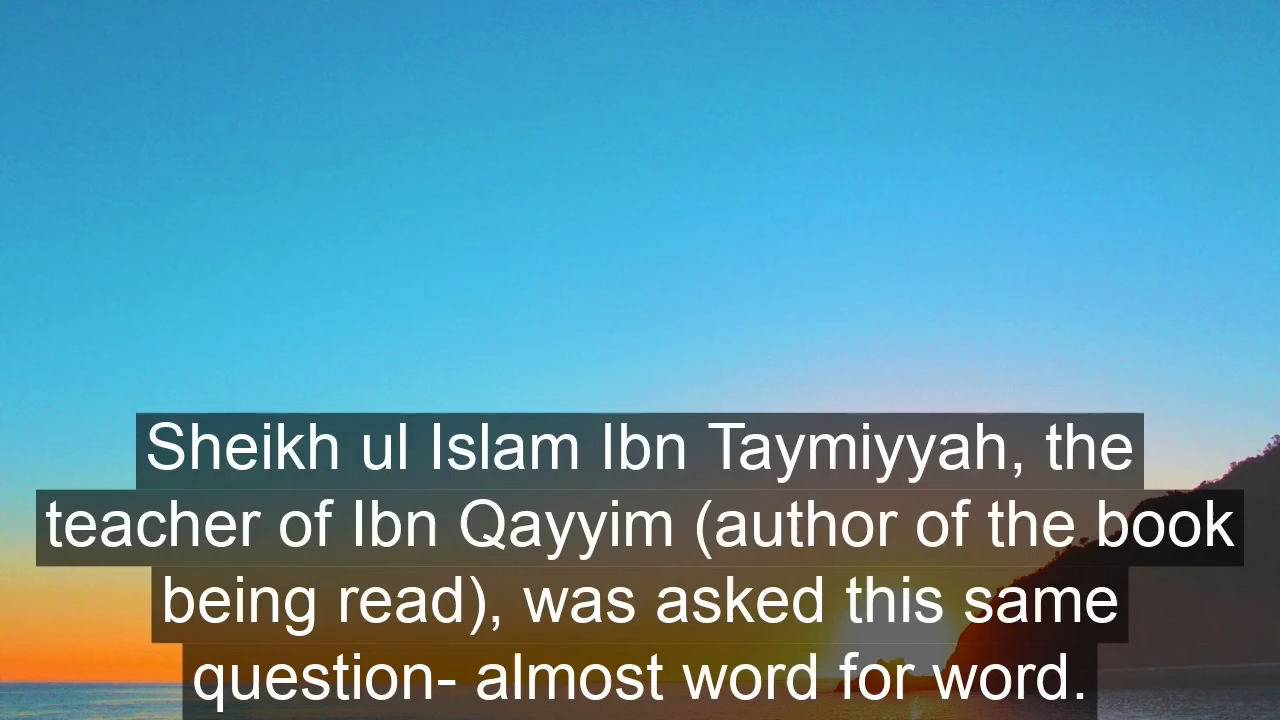 Sheikh ul Islam Ibn Taymiyyah, the
teacher of Ibn Qayyim (author of the book
being read), was asked this same
question- almost word for word.